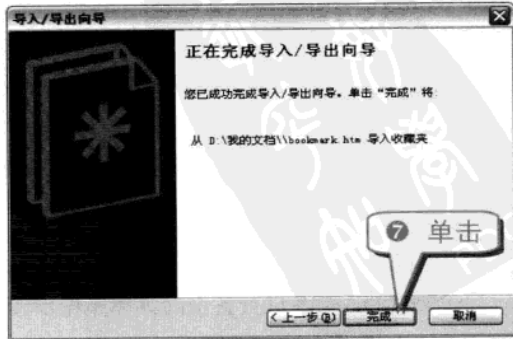 导入/导出向导
正在完成导入/导出向导
您已成功完成导入/导出向导。单击“完成”将:
从 D:\我的文档\\bookmark.htm 导入收藏夹
❼ 单击
<上一步(B)
完成
取消